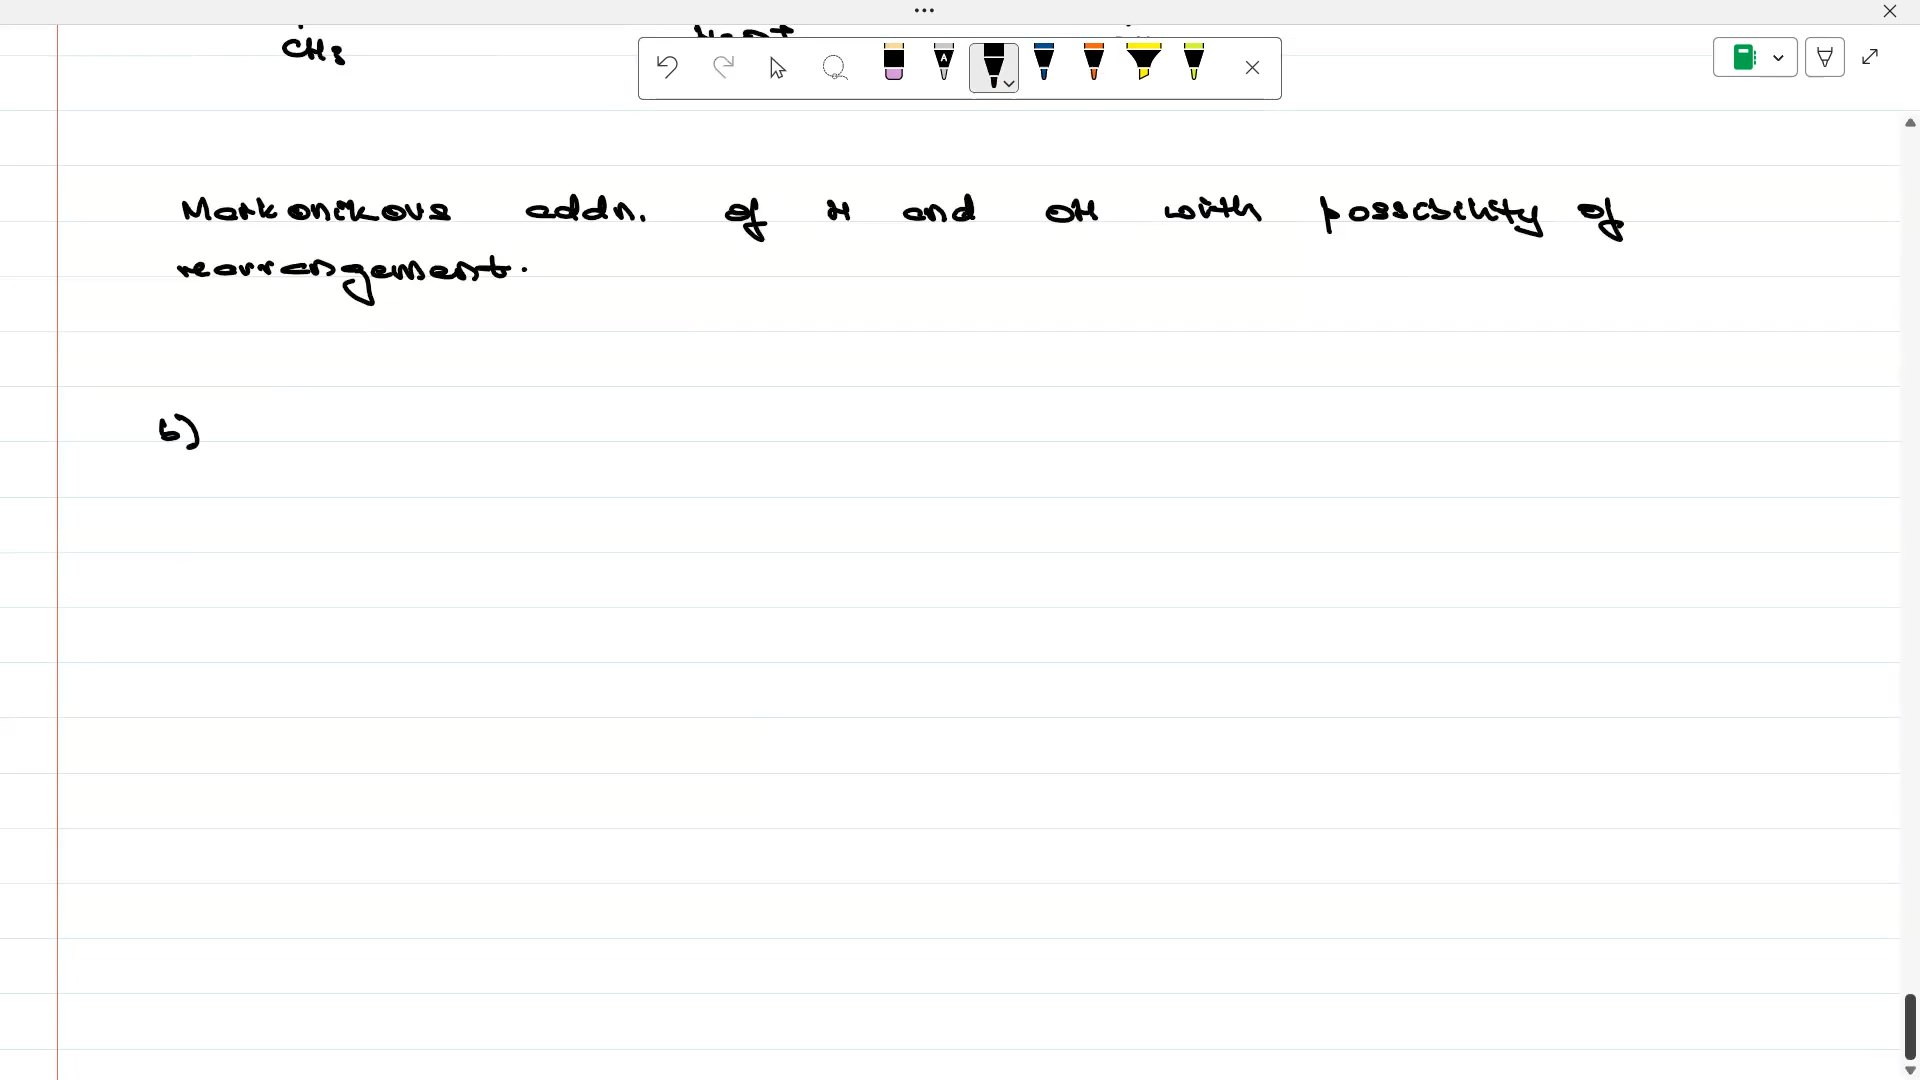 CH3
Markonikovs addn. of H and OH with possibility of
rearrangement.
b)